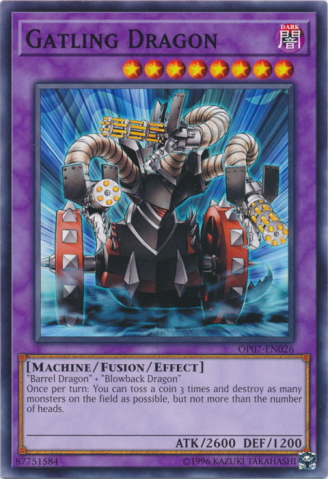 GATLING DRAGON
DARK
闇
OP07-EN026
[MACHINE/FUSION/EFFECT]
"Barrel Dragon" + "Blowback Dragon"
Once per turn: You can toss a coin 3 times and destroy as many
monsters on the field as possible, but not more than the number
of heads.
ATK/2600 DEF/1200
87751584
©1996 KAZUKI TAKAHASHI